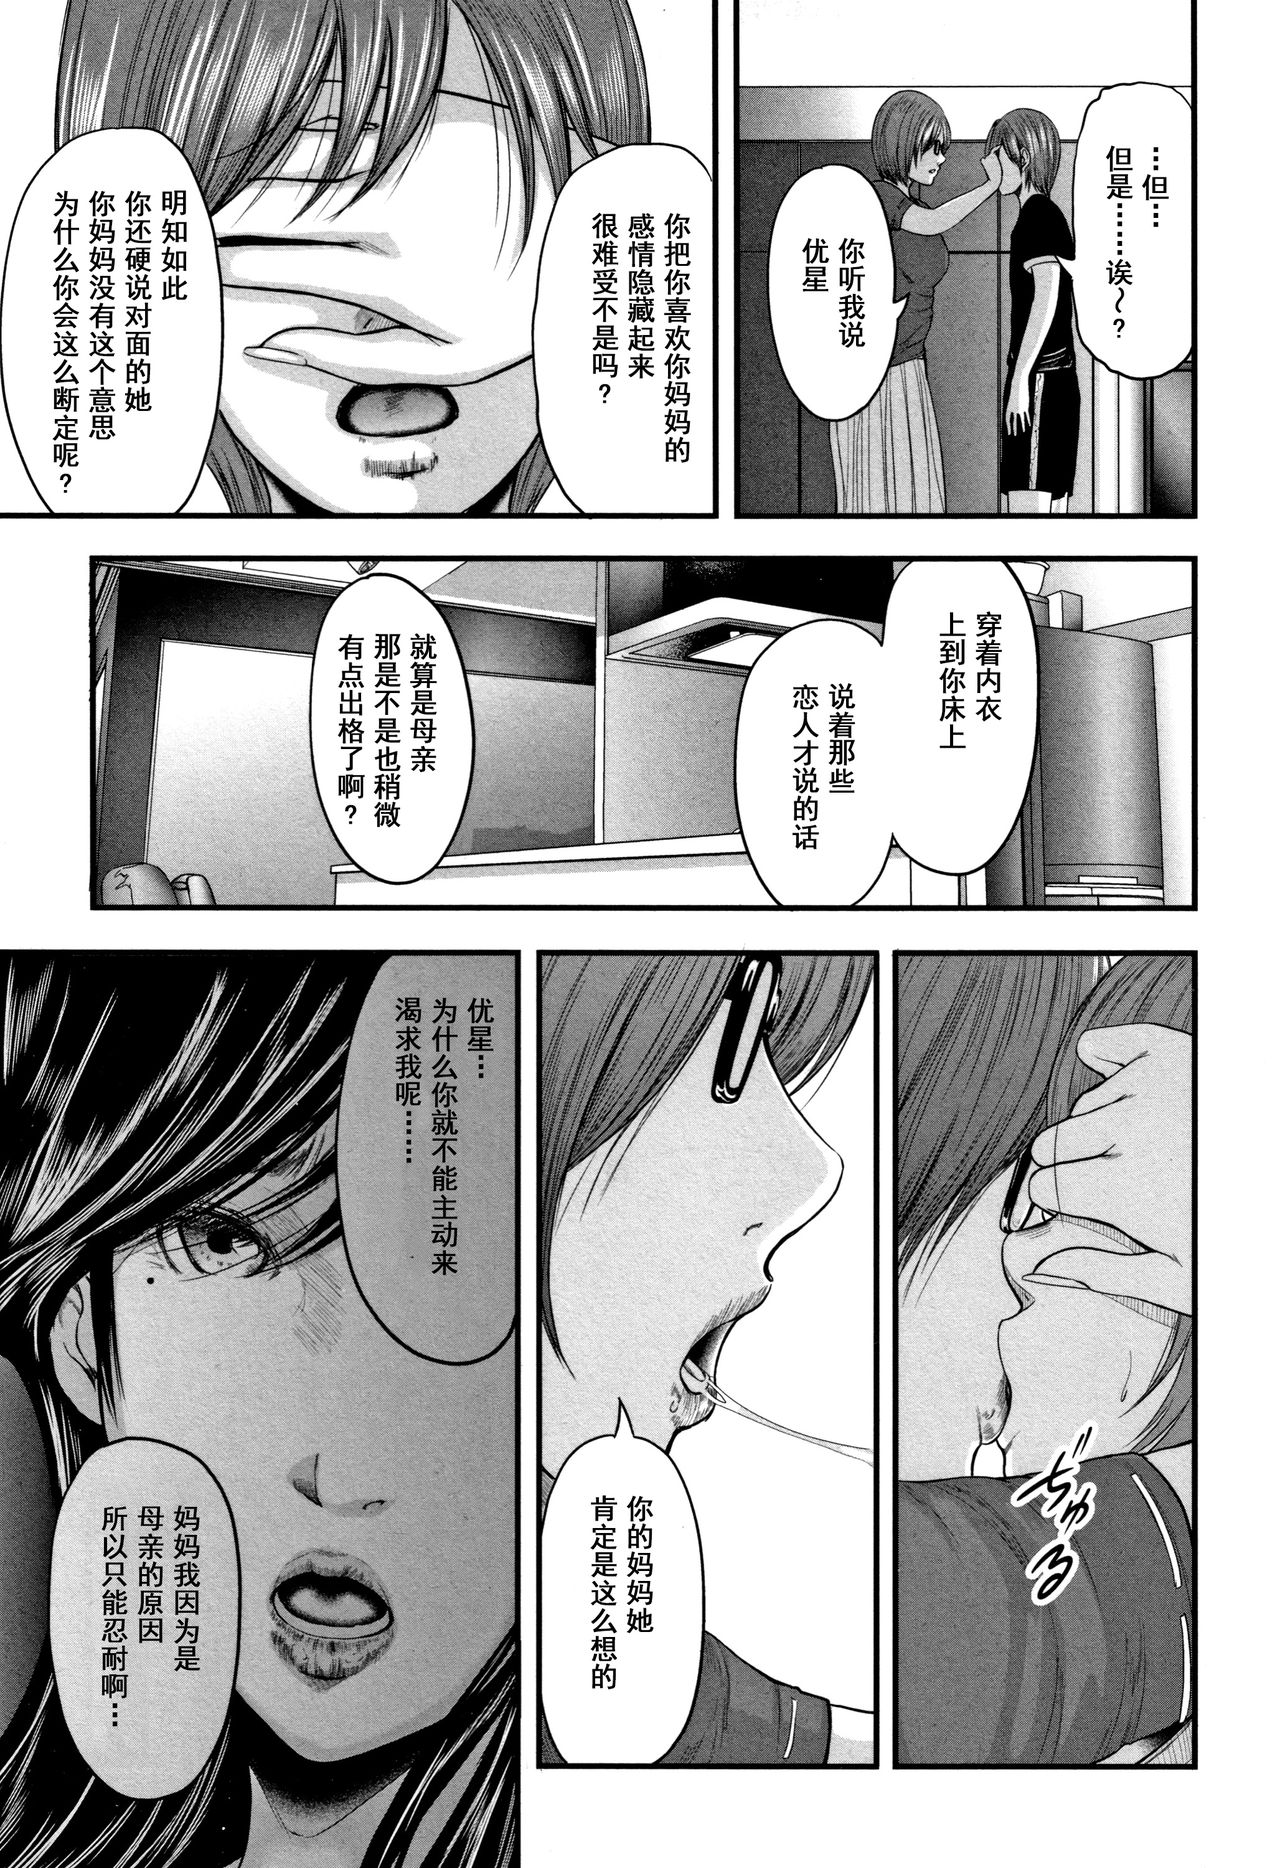 …但…
但是……诶～？
你听我说
优星
你把你喜欢你妈妈的
感情隐藏起来
很难受不是吗？
明知如此
你还硬说对面的她
你妈妈没有这个意思
为什么你会这么断定呢？
穿着内衣
上到你床上
说着那些
恋人才说的话
就算是母亲
那是不是也稍微
有点出格了啊？
ぢゅる
你的妈妈她
肯定是这么想的
优星…
为什么你就不能主动来
渴求我呢……
妈妈我因为是
母亲的原因
所以只能忍耐啊…